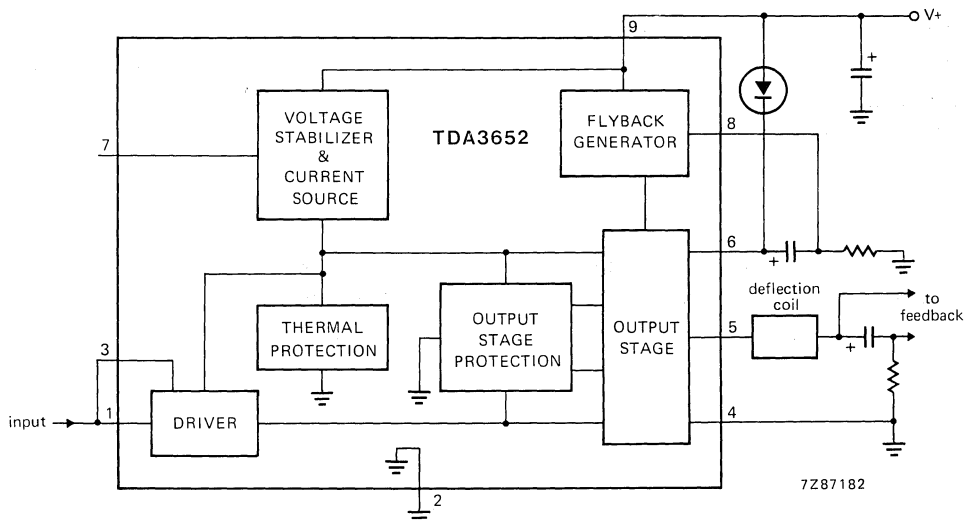 V+
9
+
VOLTAGE
STABILIZER
&
CURRENT
SOURCE
TDA3652
FLYBACK
GENERATOR
8
7
6
+
deflection
coil
to
feedback
THERMAL
PROTECTION
OUTPUT
STAGE
PROTECTION
OUTPUT
STAGE
5
+
3
input
1
DRIVER
4
2
7Z87182